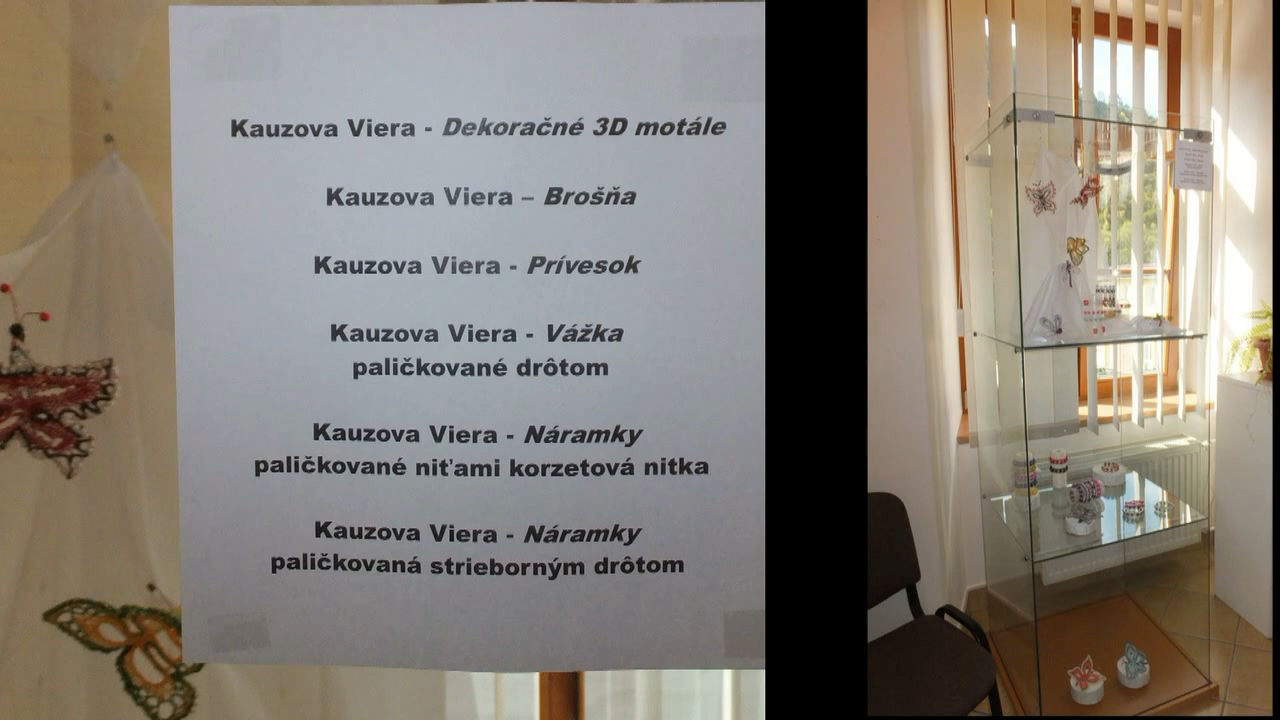 Kauzova Viera - Dekoračné 3D motále
Kauzova Viera – Brošňa
Kauzova Viera - Prívesok
Kauzova Viera - Vážka
paličkované drôtom
Kauzova Viera - Náramky
paličkované niťami korzetová nitka
Kauzova Viera - Náramky
paličkovaná strieborným drôtom